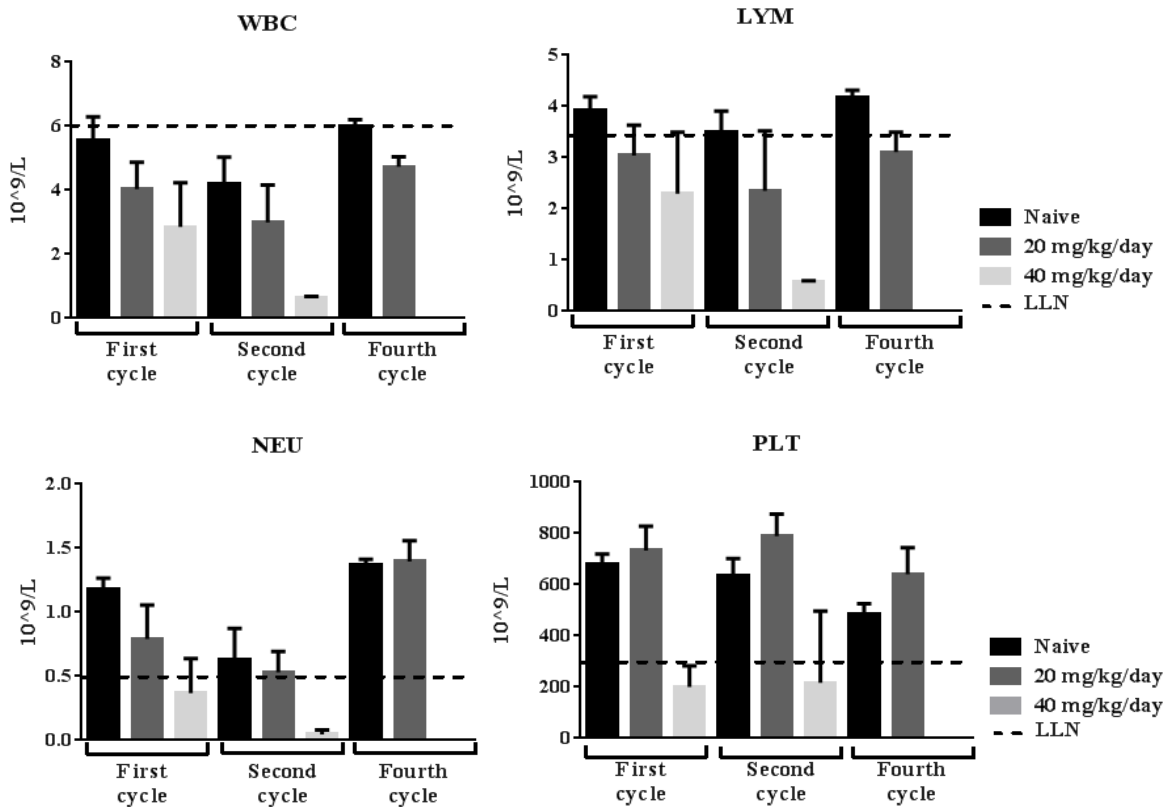 WBC
8
6
4
2
0
10^9/L
First cycle
Second cycle
Fourth cycle
LYM
5
4
3
2
1
0
10^9/L
First cycle
Second cycle
Fourth cycle
Naive
20 mg/kg/day
40 mg/kg/day
LLN
NEU
2.0
1.5
1.0
0.5
0.0
10^9/L
First cycle
Second cycle
Fourth cycle
PLT
1000
800
600
400
200
0
10^9/L
First cycle
Second cycle
Fourth cycle
Naive
20 mg/kg/day
40 mg/kg/day
LLN